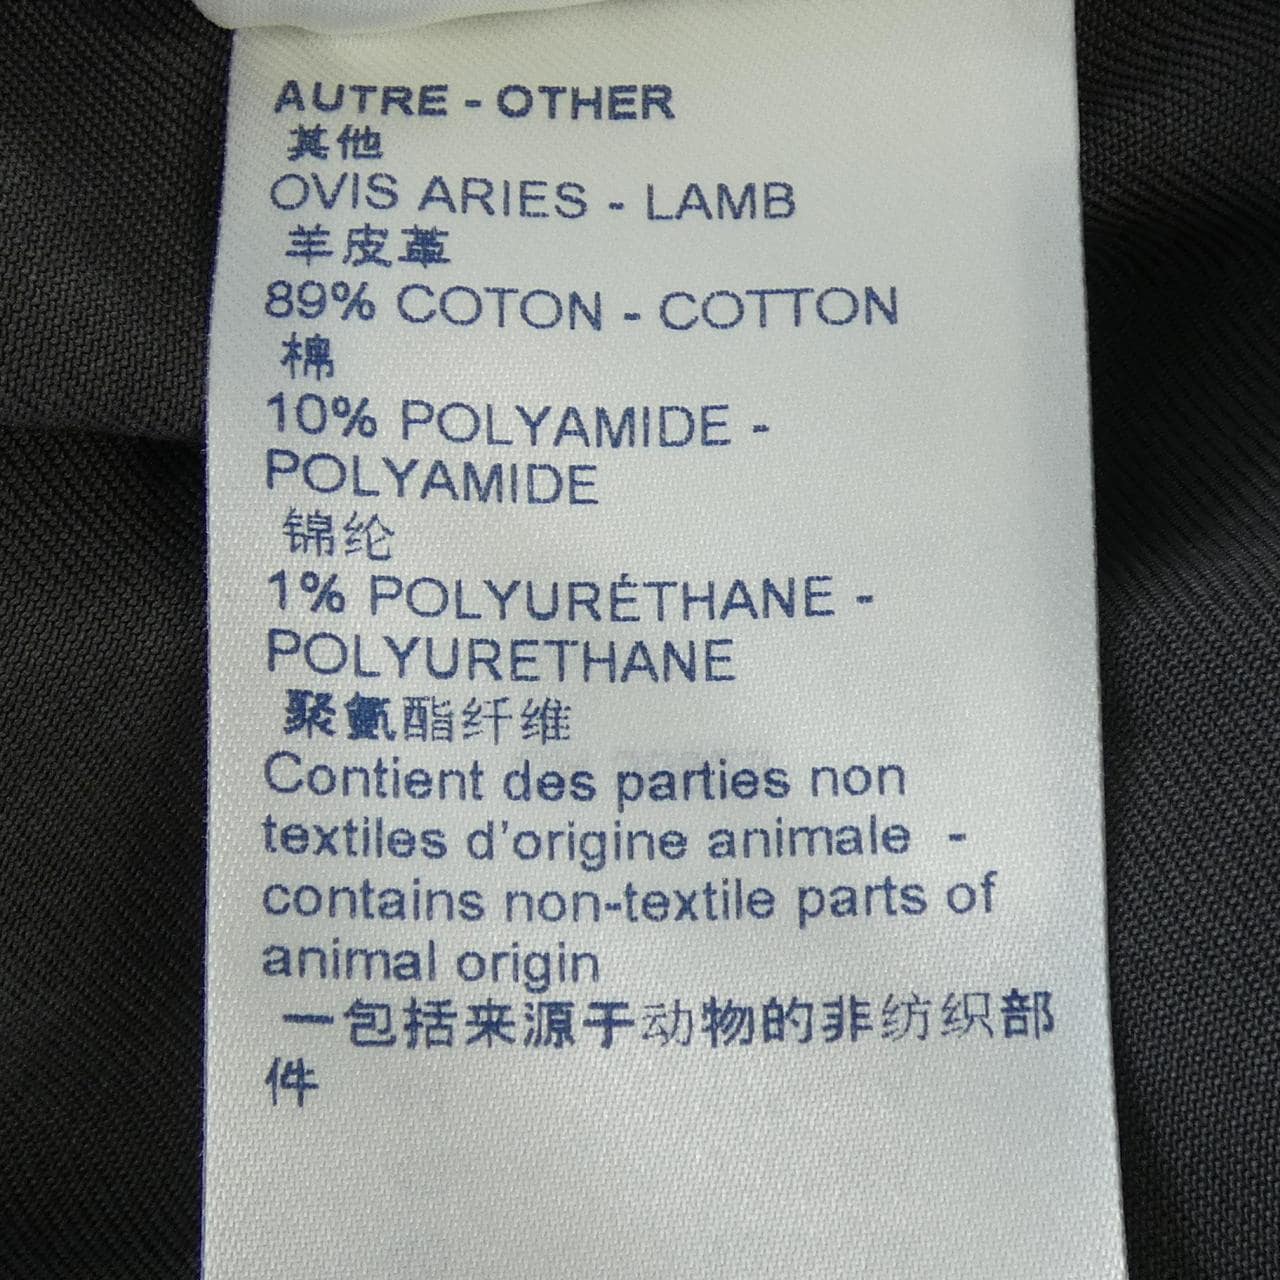 AUTRE - OTHER
其他
OVIS ARIES - LAMB
羊皮革
89% COTON - COTTON
棉
10% POLYAMIDE -
POLYAMIDE
锦纶
1% POLYURÉTHANE -
POLYURETHANE
聚氨酯纤维
Contient des parties non
textiles d'origine animale -
contains non-textile parts of
animal origin
一包括来源于动物的非纺织部
件